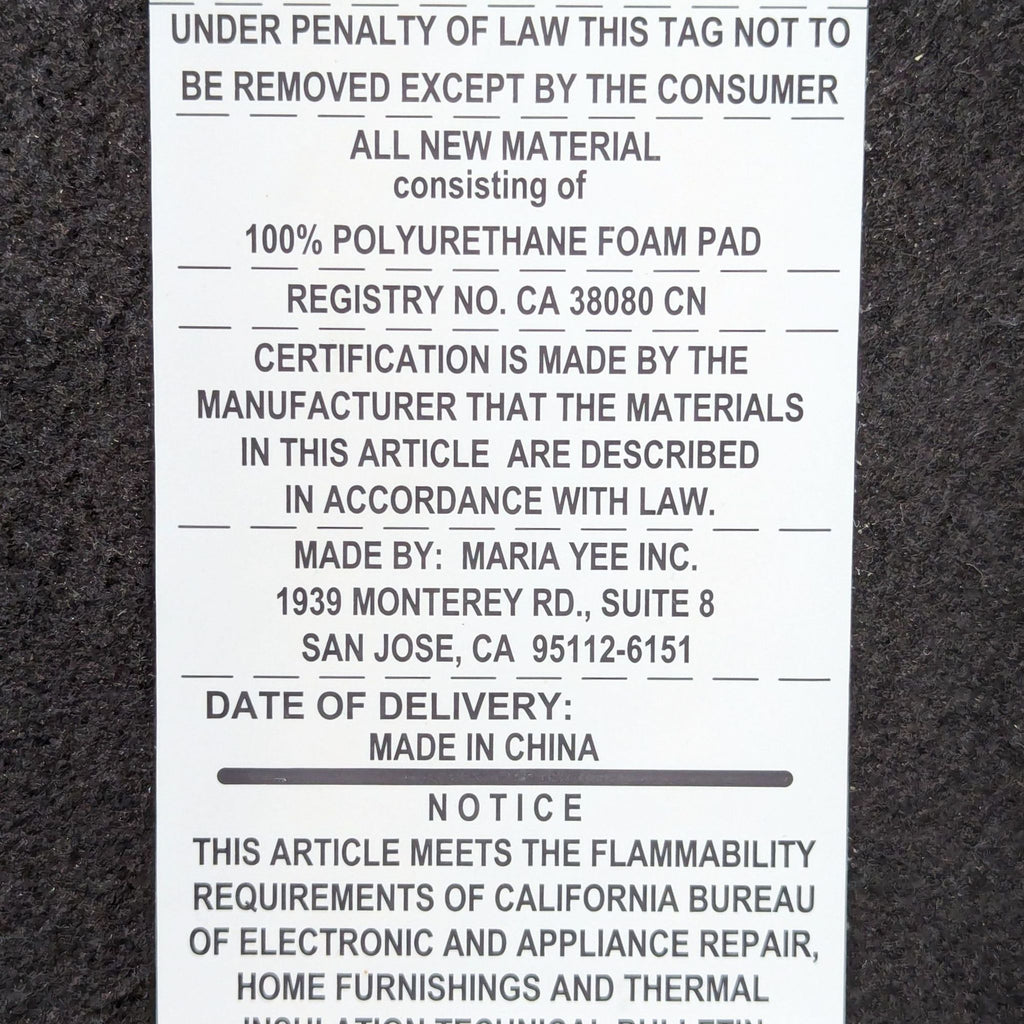 UNDER PENALTY OF LAW THIS TAG NOT TO
BE REMOVED EXCEPT BY THE CONSUMER
ALL NEW MATERIAL
consisting of
100% POLYURETHANE FOAM PAD
REGISTRY NO. CA 38080 CN
CERTIFICATION IS MADE BY THE
MANUFACTURER THAT THE MATERIALS
IN THIS ARTICLE ARE DESCRIBED
IN ACCORDANCE WITH LAW.
MADE BY: MARIA YEE INC.
1939 MONTEREY RD., SUITE 8
SAN JOSE, CA 95112-6151
DATE OF DELIVERY:
MADE IN CHINA
NOTICE
THIS ARTICLE MEETS THE FLAMMABILITY
REQUIREMENTS OF CALIFORNIA BUREAU
OF ELECTRONIC AND APPLIANCE REPAIR,
HOME FURNISHINGS AND THERMAL
INSULATION TECHNICAL BULLETIN